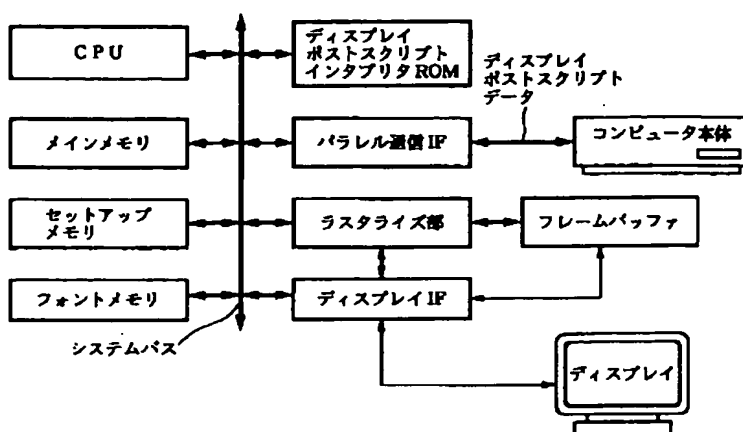 CPU
ディスプレイ
ポストスクリプト
インタプリタROM
ディスプレイ
ポストスクリプト
データ
メインメモリ
パラレル通信IF
コンピュータ本体
セットアップ
メモリ
ラスタライズ部
フレームバッファ
フォントメモリ
ディスプレイIF
システムバス
ディスプレイ